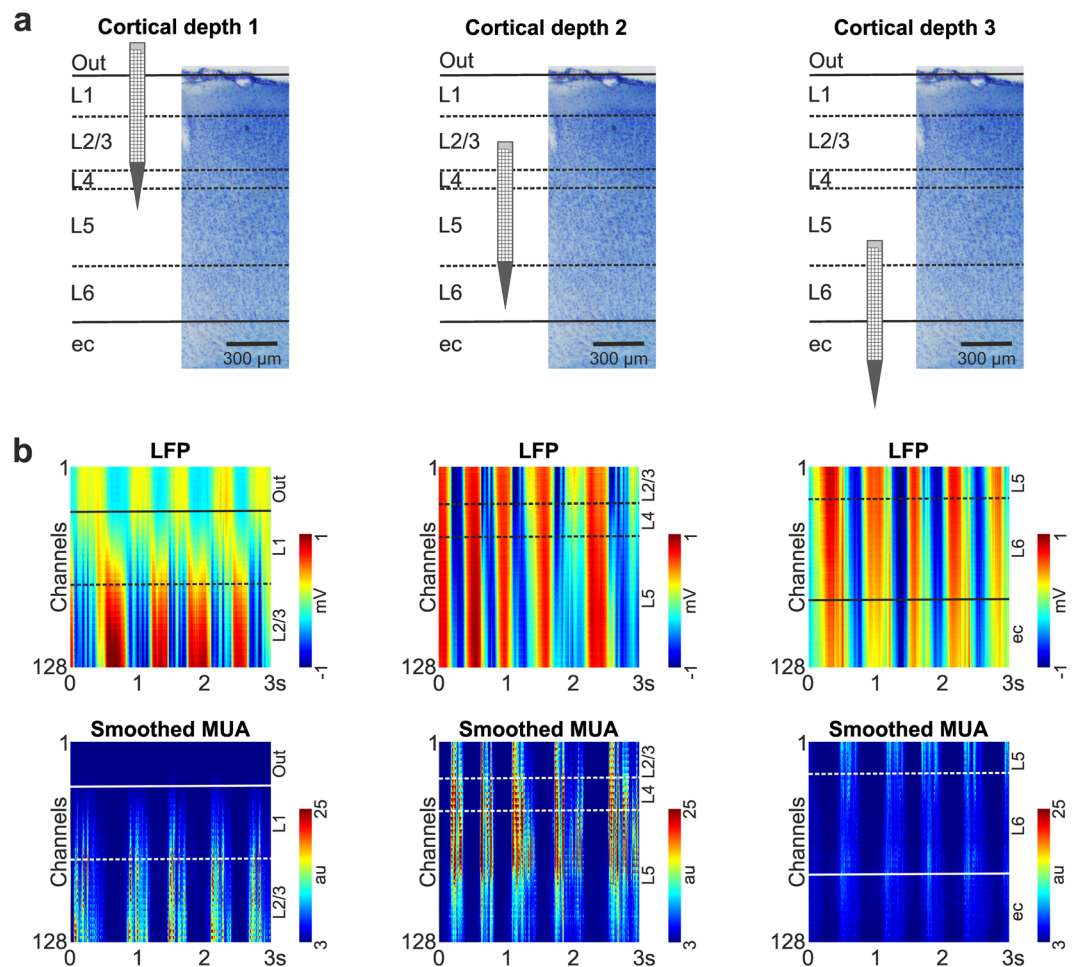 a
Cortical depth 1
Cortical depth 2
Cortical depth 3
Out
L1
L2/3
L4
L5
L6
ec
300 µm
Out
L1
L2/3
L4
L5
L6
ec
300 µm
Out
L1
L2/3
L4
L5
L6
ec
300 µm
b
LFP
1
Channels
128
0
1
2
3s
Out
L1
L2/3
1
mV
-1
LFP
1
Channels
128
0
1
2
3s
L2/3
L4
L5
1
mV
-1
LFP
1
Channels
128
0
1
2
3s
L5
L6
ec
1
mV
-1
Smoothed MUA
1
Channels
128
0
1
2
3s
Out
L1
L2/3
25
au
3
Smoothed MUA
1
Channels
128
0
1
2
3s
L2/3
L4
L5
25
au
3
Smoothed MUA
1
Channels
128
0
1
2
3s
L5
L6
ec
25
au
3